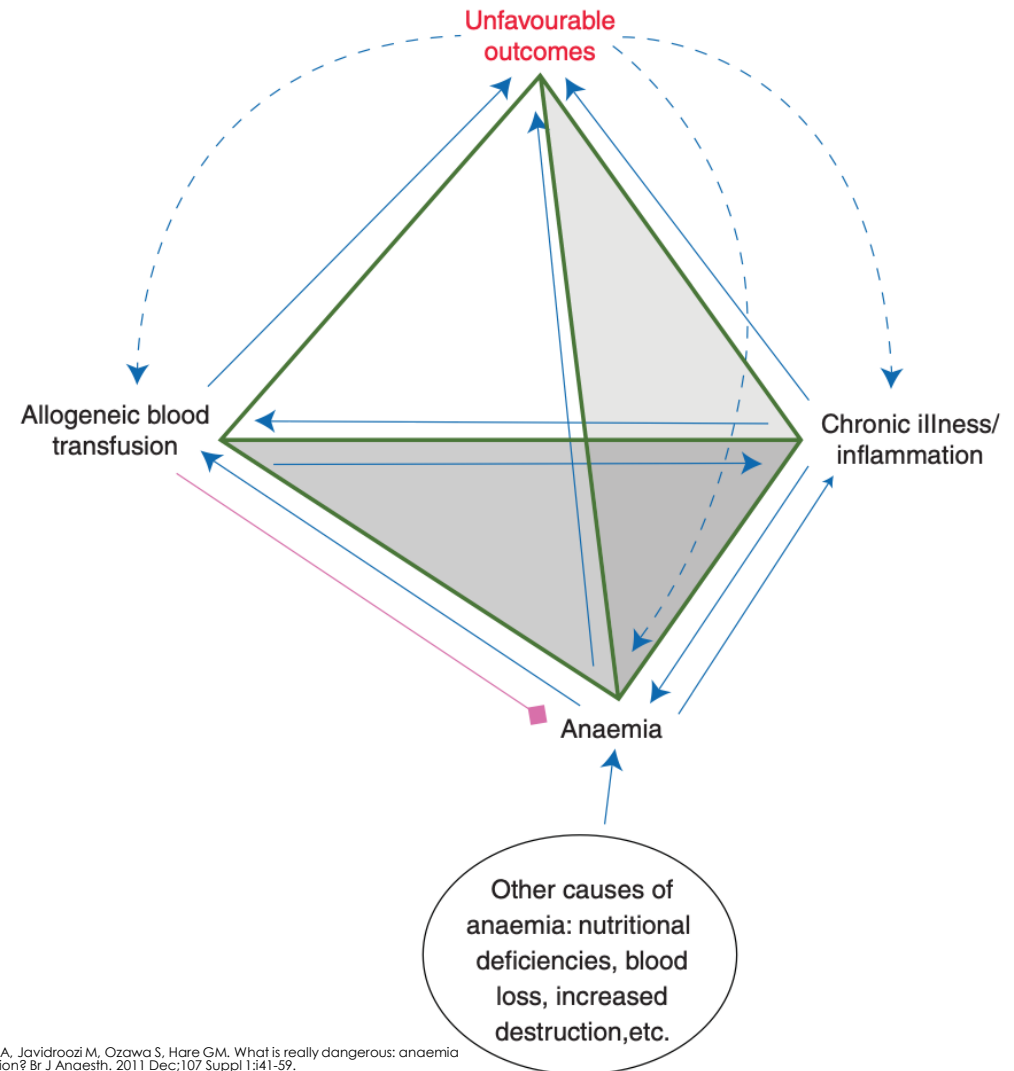 Unfavourable
outcomes
Allogeneic blood
transfusion
Chronic illness/
inflammation
Anaemia
Other causes of
anaemia: nutritional
deficiencies, blood
loss, increased
destruction,etc.
A, Javidroozi M, Ozawa S, Hare GM. What is really dangerous: anaemia
ion? Br J Anaesth. 2011 Dec;107 Suppl 1:i41-59.